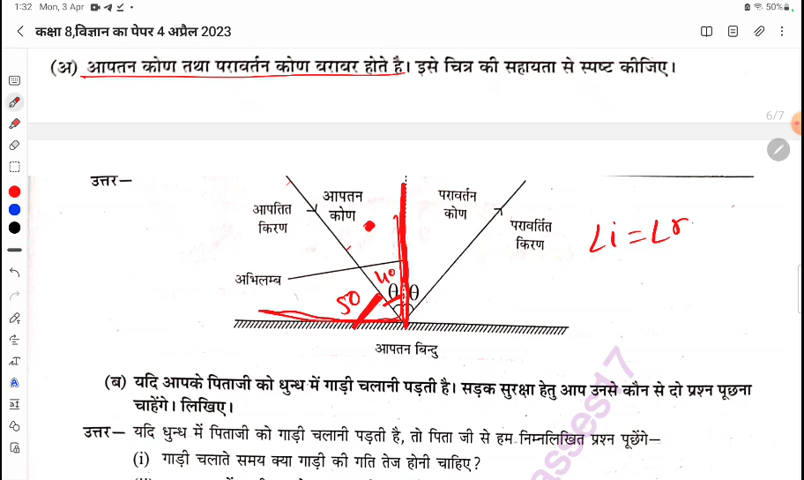 1:32 Mon, 3 Apr
50%
कक्षा 8,विज्ञान का पेपर 4 अप्रैल 2023
(अ) आपतन कोण तथा परावर्तन कोण बराबर होते है। इसे चित्र की सहायता से स्पष्ट कीजिए।
6/7
उत्तर–
आपतित किरण
आपतन कोण
परावर्तन कोण
परावर्तित किरण
∠i = ∠r
अभिलम्ब
50
40
θ θ
आपतन बिन्दु
(ब) यदि आपके पिताजी को धुन्ध में गाड़ी चलानी पड़ती है। सड़क सुरक्षा हेतु आप उनसे कौन से दो प्रश्न पूछना
चाहेंगे। लिखिए।
उत्तर– यदि धुन्ध में पिताजी को गाड़ी चलानी पड़ती है, तो पिता जी से हम निम्नलिखित प्रश्न पूछेंगे–
(i) गाड़ी चलाते समय क्या गाड़ी की गति तेज होनी चाहिए?